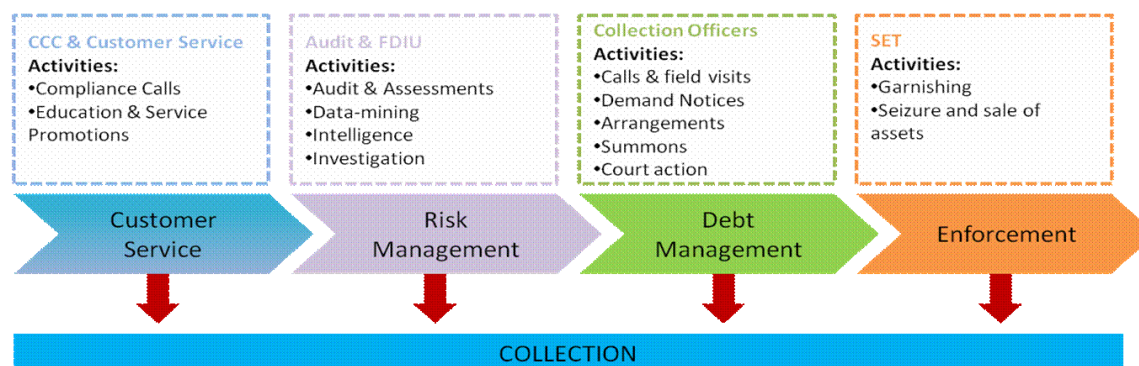 CCC & Customer Service
Activities:
•Compliance Calls
•Education & Service
Promotions
Audit & FDIU
Activities:
•Audit & Assessments
•Data-mining
•Intelligence
•Investigation
Collection Officers
Activities:
•Calls & field visits
•Demand Notices
•Arrangements
•Summons
•Court action
SET
Activities:
•Garnishing
•Seizure and sale of
assets
Customer
Service
Risk
Management
Debt
Management
Enforcement
COLLECTION